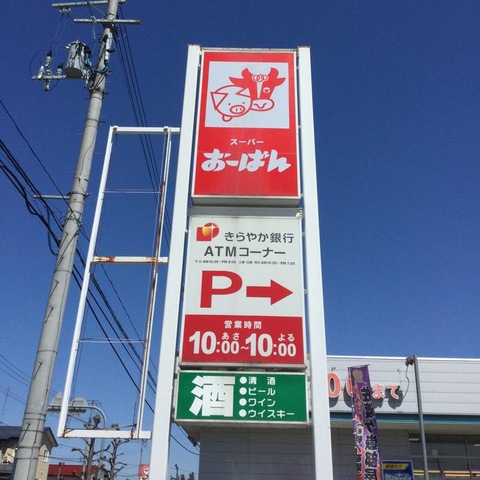 スーパー
おーばん
きらやか銀行
ATMコーナー
P→
営業時間
あさ よる
10:00～10:00
酒
●清酒
●ビール
●ワイン
●ウイスキー
まで